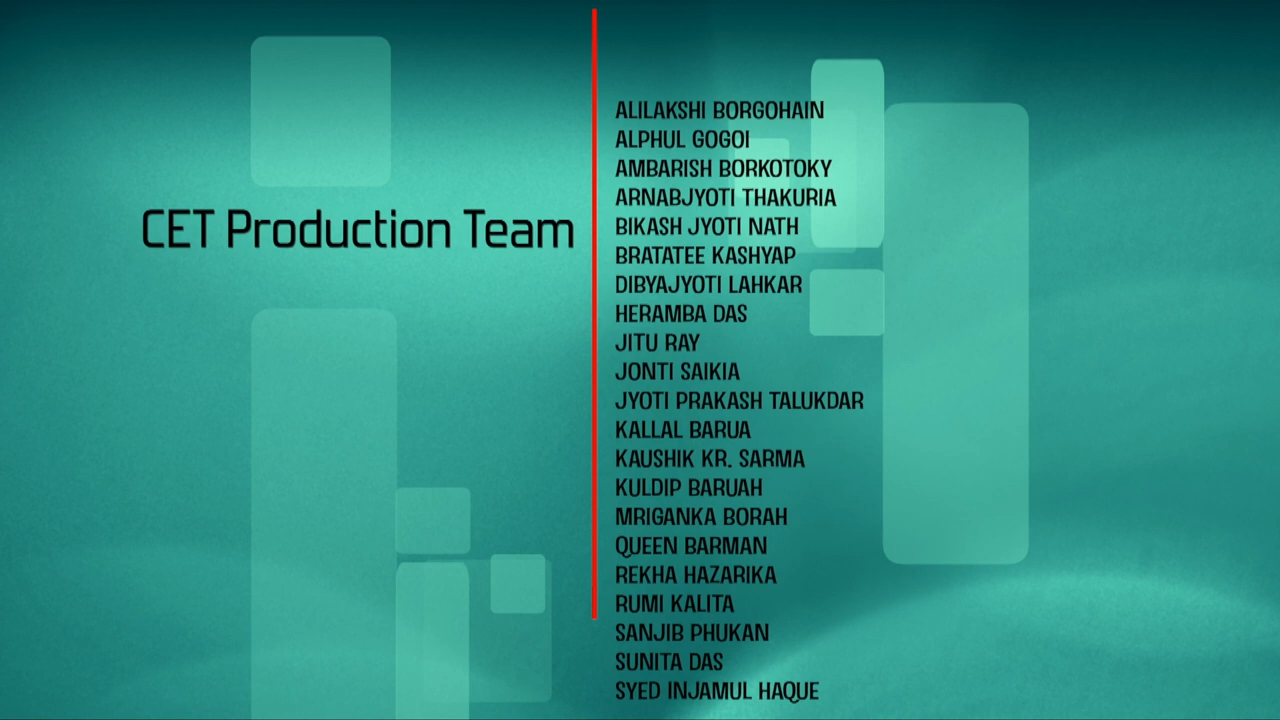 CET Production Team
ALILAKSHI BORGOHAIN
ALPHUL GOGOI
AMBARISH BORKOTOKY
ARNABJYOTI THAKURIA
BIKASH JYOTI NATH
BRATATEE KASHYAP
DIBYAJYOTI LAHKAR
HERAMBA DAS
JITU RAY
JONTI SAIKIA
JYOTI PRAKASH TALUKDAR
KALLAL BARUA
KAUSHIK KR. SARMA
KULDIP BARUAH
MRIGANKA BORAH
QUEEN BARMAN
REKHA HAZARIKA
RUMI KALITA
SANJIB PHUKAN
SUNITA DAS
SYED INJAMUL HAQUE